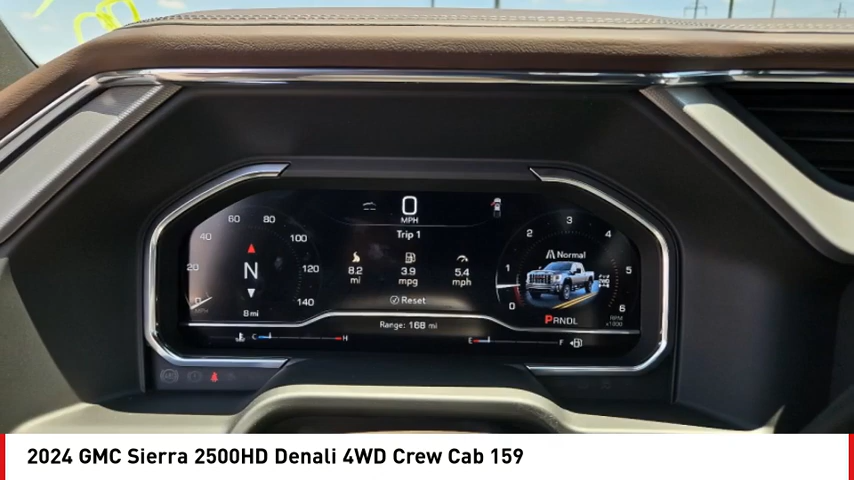 0
MPH
Trip 1
8.2 3.9 5.4
mi mpg mph
Reset
Range: 168 mi
20 40 60 80 100 120 140
0
N
8 mi
C H
E F
0 1 2 3 4 5 6
Normal
PRNDL
RPM
x1000
2024 GMC Sierra 2500HD Denali 4WD Crew Cab 159